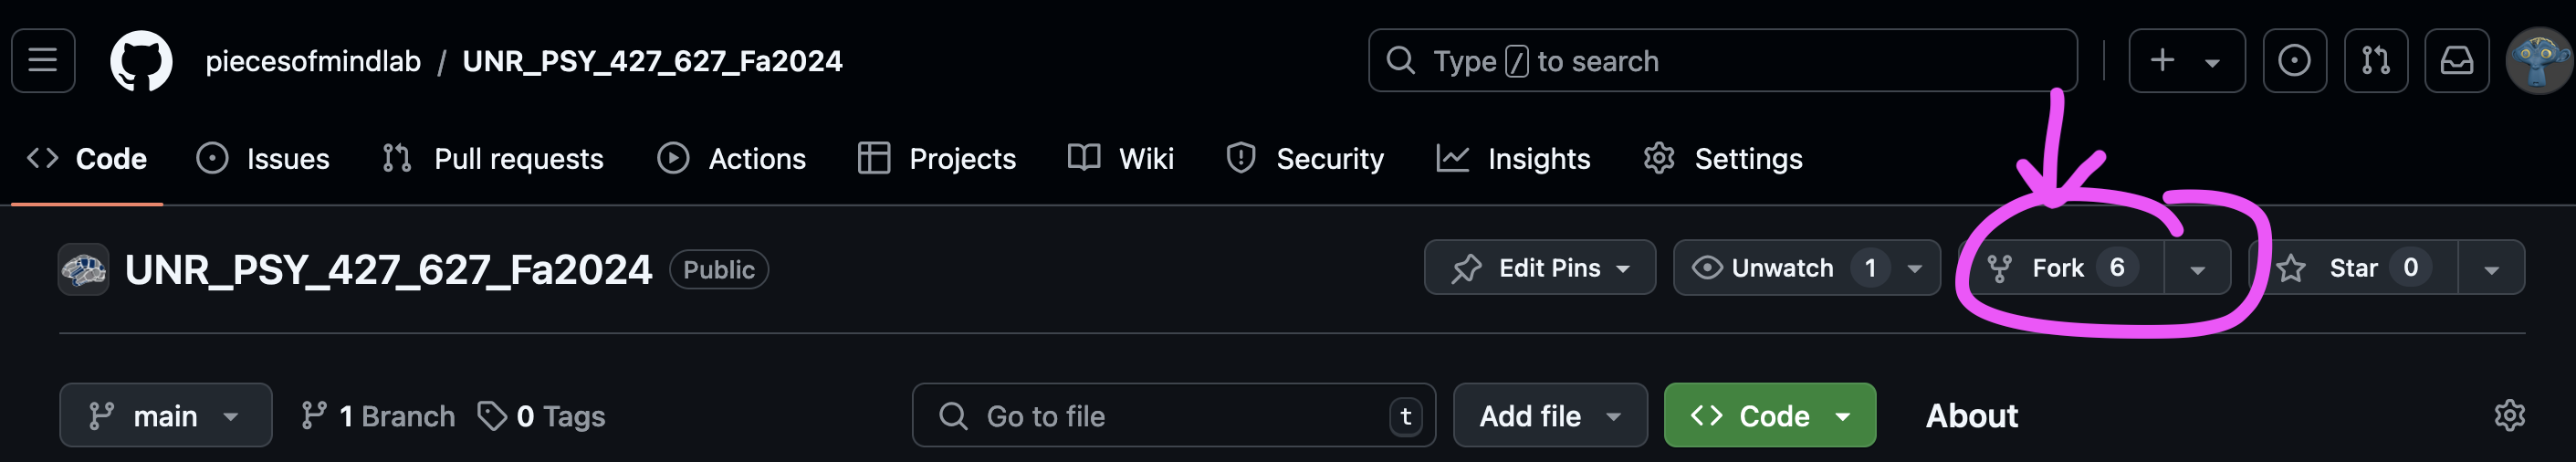 piecesofmindlab / UNR_PSY_427_627_Fa2024
Type / to search
Code Issues Pull requests Actions Projects Wiki Security Insights Settings
UNR_PSY_427_627_Fa2024 Public
Edit Pins Unwatch 1 Fork 6 Star 0
main 1 Branch 0 Tags
Go to file t Add file Code About